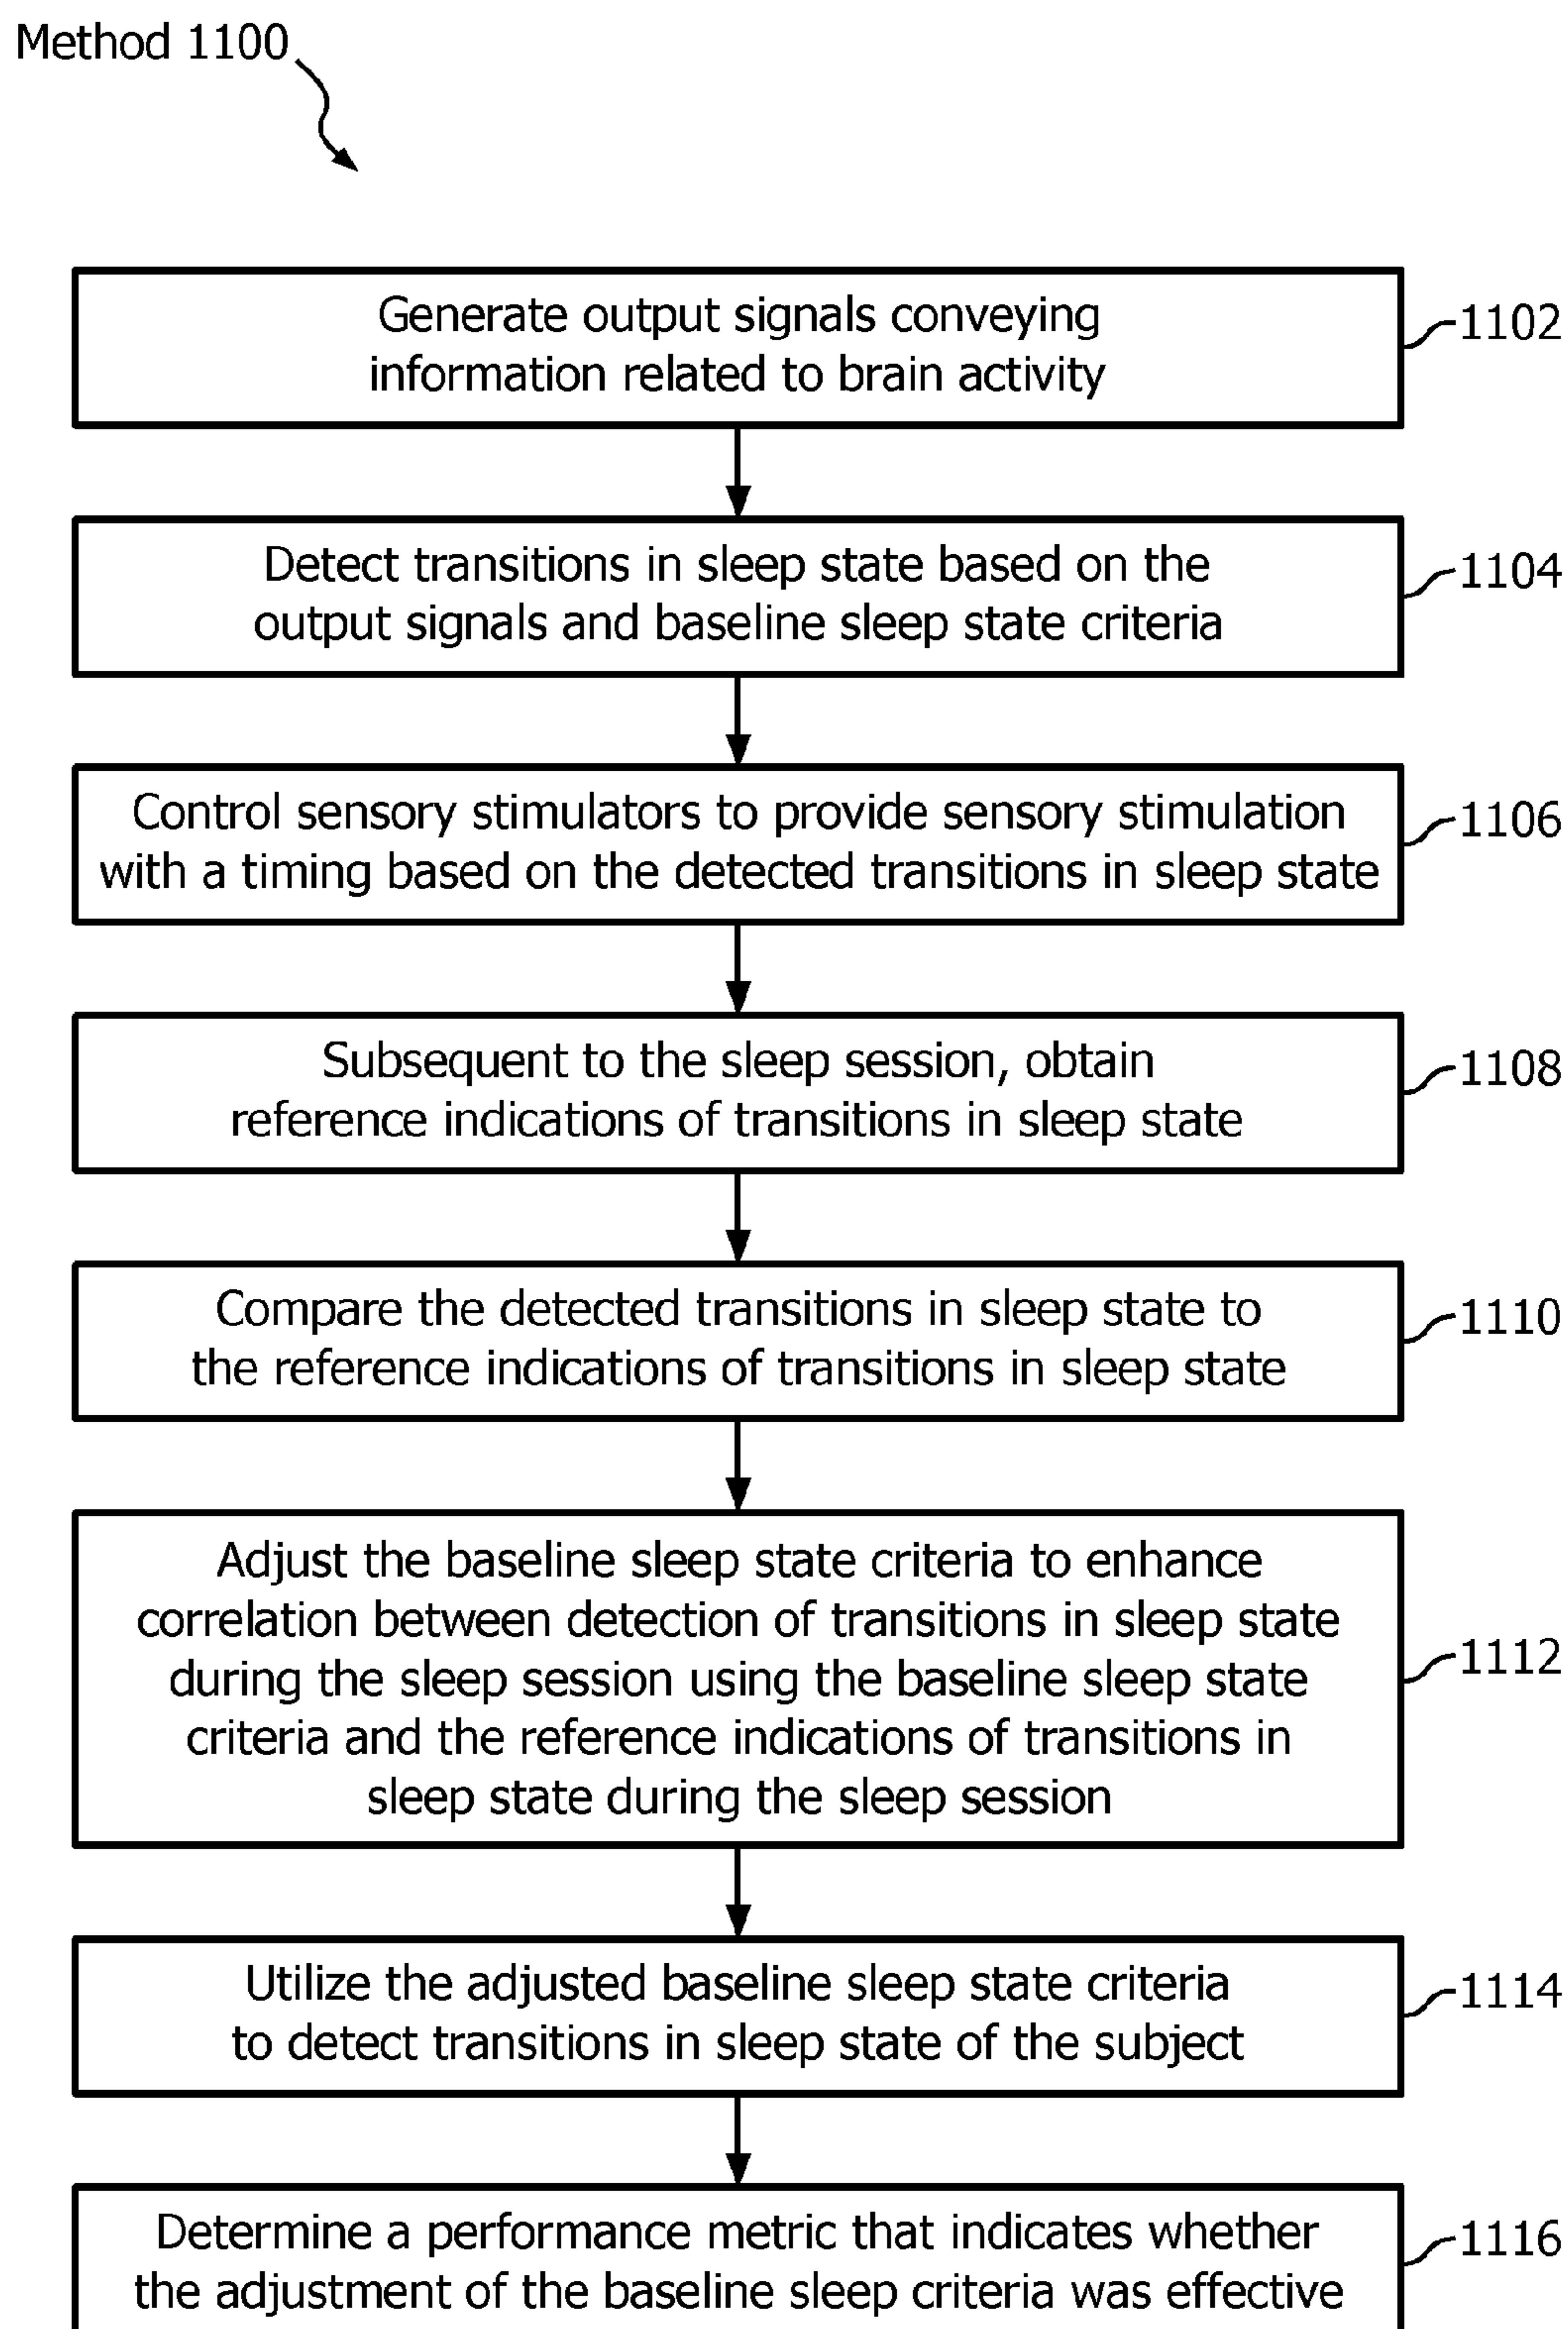 Method 1100
Generate output signals conveying
information related to brain activity
1102
Detect transitions in sleep state based on the
output signals and baseline sleep state criteria
1104
Control sensory stimulators to provide sensory stimulation
with a timing based on the detected transitions in sleep state
1106
Subsequent to the sleep session, obtain
reference indications of transitions in sleep state
1108
Compare the detected transitions in sleep state to
the reference indications of transitions in sleep state
1110
Adjust the baseline sleep state criteria to enhance
correlation between detection of transitions in sleep state
during the sleep session using the baseline sleep state
criteria and the reference indications of transitions in
sleep state during the sleep session
1112
Utilize the adjusted baseline sleep state criteria
to detect transitions in sleep state of the subject
1114
Determine a performance metric that indicates whether
the adjustment of the baseline sleep criteria was effective
1116